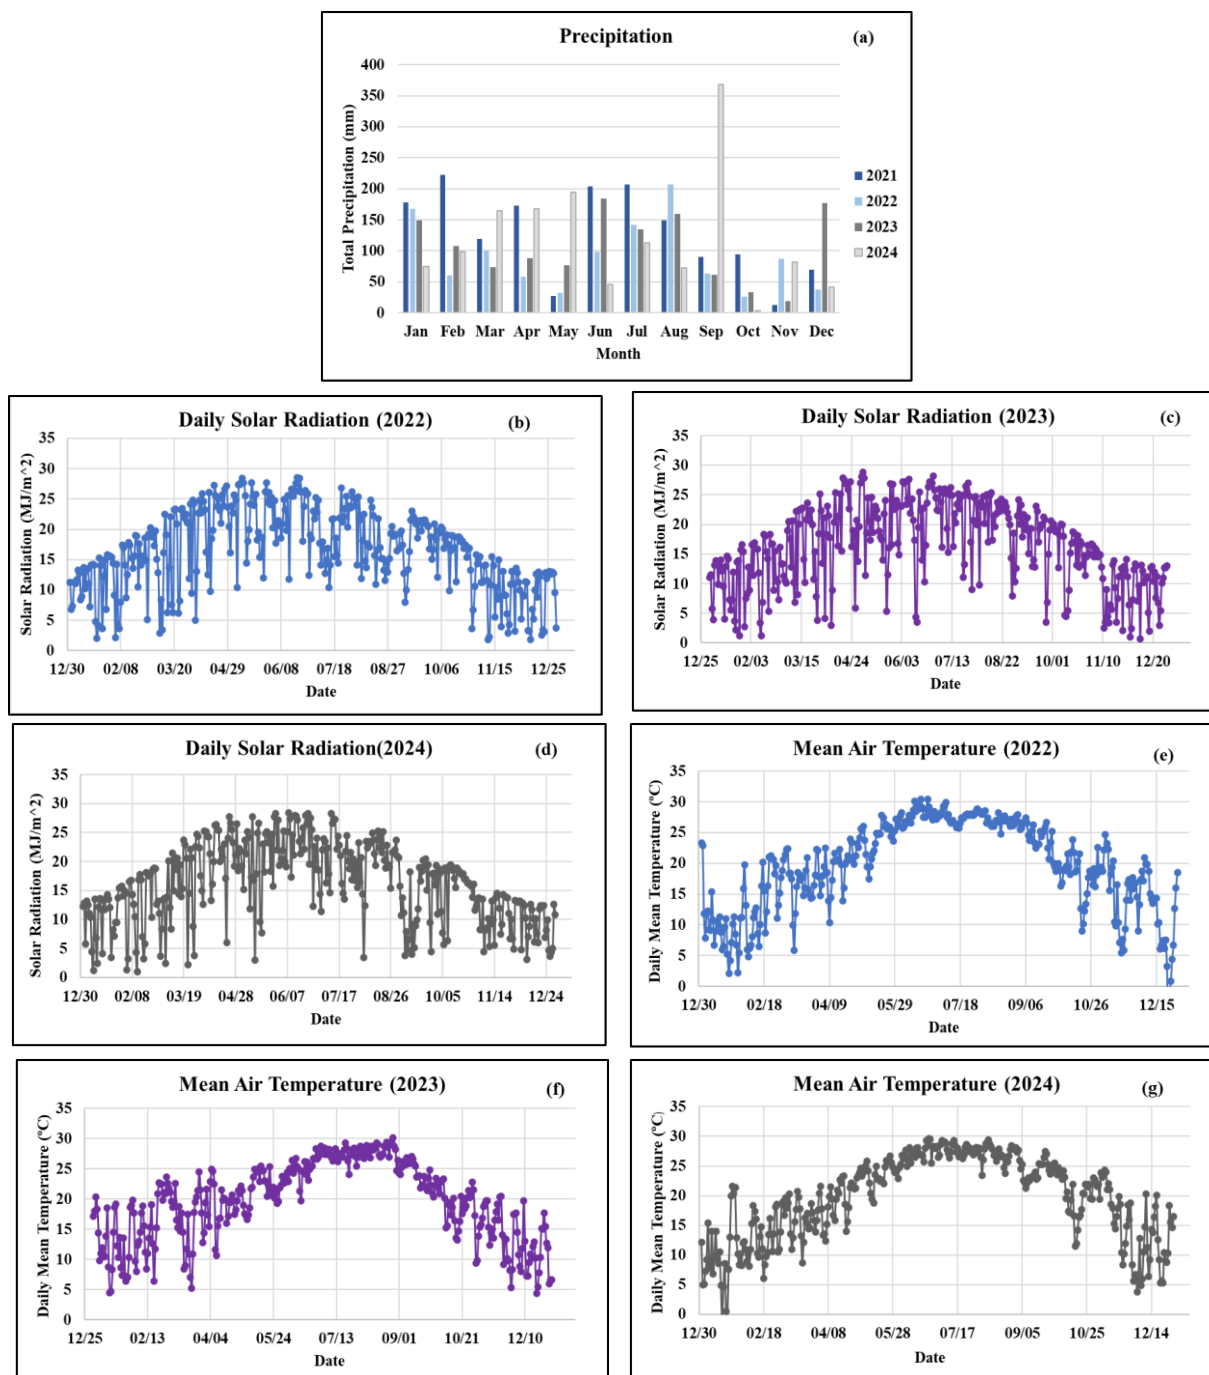 Precipitation (a)
400
350
300
250
200
150
100
50
0
Total Precipitation (mm)
Jan Feb Mar Apr May Jun Jul Aug Sep Oct Nov Dec
Month
2021
2022
2023
2024
Daily Solar Radiation (2022) (b)
35
30
25
20
15
10
5
0
Solar Radiation (MJ/m^2)
12/30 02/08 03/20 04/29 06/08 07/18 08/27 10/06 11/15 12/25
Date
Daily Solar Radiation (2023) (c)
35
30
25
20
15
10
5
0
Solar Radiation (MJ/m^2)
12/25 02/03 03/15 04/24 06/03 07/13 08/22 10/01 11/10 12/20
Date
Daily Solar Radiation(2024) (d)
35
30
25
20
15
10
5
0
Solar Radiation (MJ/m^2)
12/30 02/08 03/19 04/28 06/07 07/17 08/26 10/05 11/14 12/24
Date
Mean Air Temperature (2022) (e)
35
30
25
20
15
10
5
0
Daily Mean Temperature (°C)
12/30 02/18 04/09 05/29 07/18 09/06 10/26 12/15
Date
Mean Air Temperature (2023) (f)
35
30
25
20
15
10
5
0
Daily Mean Temperature (°C)
12/25 02/13 04/04 05/24 07/13 09/01 10/21 12/10
Date
Mean Air Temperature (2024) (g)
35
30
25
20
15
10
5
0
Daily Mean Temperature (°C)
12/30 02/18 04/08 05/28 07/17 09/05 10/25 12/14
Date